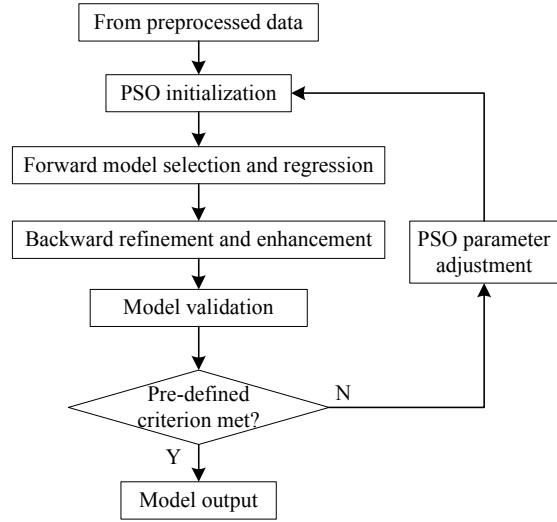 From preprocessed data
PSO initialization
Forward model selection and regression
Backward refinement and enhancement
PSO parameter
adjustment
Model validation
Pre-defined
criterion met?
N
Y
Model output